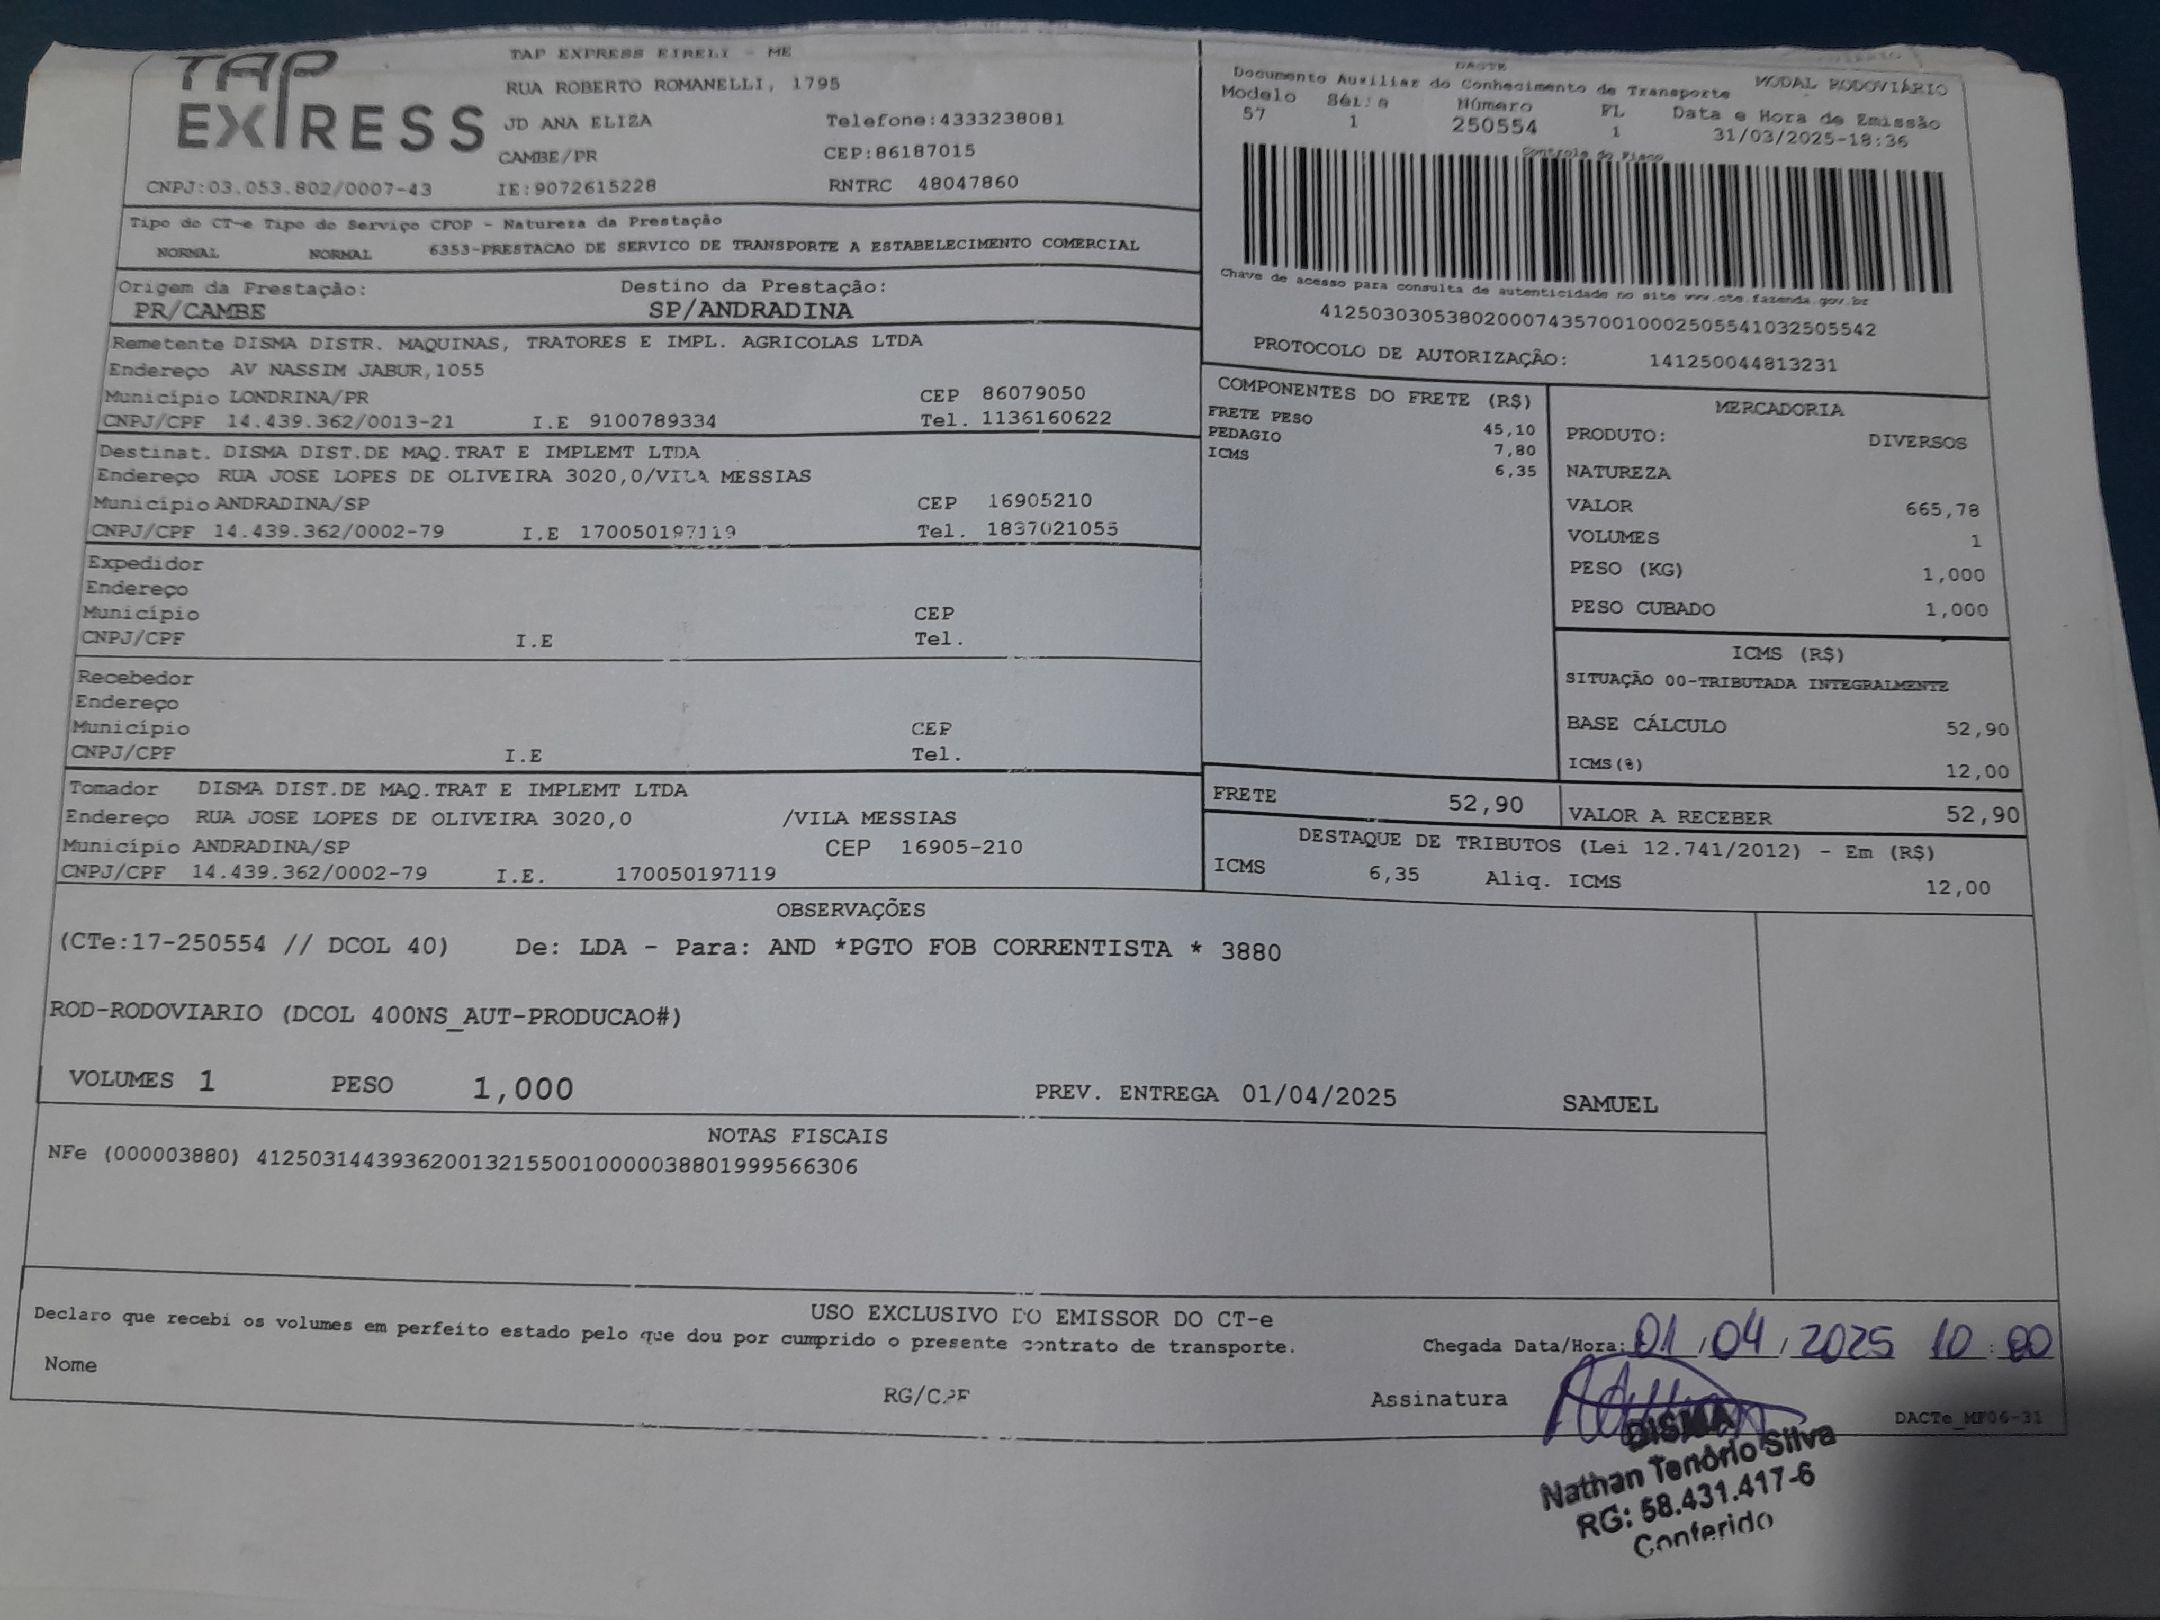 TAP EXPRESS
TAP EXPRESS EIRELI - ME
RUA ROBERTO ROMANELLI, 1795
JD ANA ELIZA Telefone:4333238081
CAMBE/PR CEP:86187015
CNPJ:03.053.802/0007-43 IE:9072615228 RNTRC 48047860
DACTE
Documento Auxiliar do Conhecimento de Transporte MODAL RODOVIÁRIO
Modelo Série Número FL Data e Hora de Emissão
57 1 250554 1 31/03/2025-18:36
Controle do Fisco
Chave de acesso para consulta de autenticidade no site www.cte.fazenda.gov.br
41250303053802000743570010002505541032505542
PROTOCOLO DE AUTORIZAÇÃO: 141250044813231
Tipo do CT-e Tipo do Serviço CFOP - Natureza da Prestação
NORMAL NORMAL 6353-PRESTACAO DE SERVICO DE TRANSPORTE A ESTABELECIMENTO COMERCIAL
Origem da Prestação: Destino da Prestação:
PR/CAMBE SP/ANDRADINA
Remetente DISMA DISTR. MAQUINAS, TRATORES E IMPL. AGRICOLAS LTDA
Endereço AV NASSIM JABUR,1055
Município LONDRINA/PR CEP 86079050
CNPJ/CPF 14.439.362/0013-21 I.E 9100789334 Tel. 1136160622
Destinat. DISMA DIST.DE MAQ.TRAT E IMPLEMT LTDA
Endereço RUA JOSE LOPES DE OLIVEIRA 3020,0/VILA MESSIAS
Município ANDRADINA/SP CEP 16905210
CNPJ/CPF 14.439.362/0002-79 I.E 170050197119 Tel. 1837021055
Expedidor
Endereço
Município CEP
CNPJ/CPF I.E Tel.
Recebedor
Endereço
Município CEP
CNPJ/CPF I.E Tel.
Tomador DISMA DIST.DE MAQ.TRAT E IMPLEMT LTDA
Endereço RUA JOSE LOPES DE OLIVEIRA 3020,0 /VILA MESSIAS
Município ANDRADINA/SP CEP 16905-210
CNPJ/CPF 14.439.362/0002-79 I.E. 170050197119
COMPONENTES DO FRETE (R$)
FRETE PESO 45,10
PEDAGIO 7,80
ICMS 6,35
MERCADORIA
PRODUTO: DIVERSOS
NATUREZA
VALOR 665,78
VOLUMES 1
PESO (KG) 1,000
PESO CUBADO 1,000
ICMS (R$)
SITUAÇÃO 00-TRIBUTADA INTEGRALMENTE
BASE CÁLCULO 52,90
ICMS(%) 12,00
FRETE 52,90 VALOR A RECEBER 52,90
DESTAQUE DE TRIBUTOS (Lei 12.741/2012) - Em (R$)
ICMS 6,35 Aliq. ICMS 12,00
OBSERVAÇÕES
(CTe:17-250554 // DCOL 40) De: LDA - Para: AND *PGTO FOB CORRENTISTA * 3880
ROD-RODOVIARIO (DCOL 400NS_AUT-PRODUCAO#)
VOLUMES 1 PESO 1,000 PREV. ENTREGA 01/04/2025 SAMUEL
NOTAS FISCAIS
NFe (000003880) 41250314439362001321550010000038801999566306
USO EXCLUSIVO DO EMISSOR DO CT-e
Declaro que recebi os volumes em perfeito estado pelo que dou por cumprido o presente contrato de transporte.
Chegada Data/Hora: 01/04/2025 10:00
Nome RG/CPF Assinatura
DACTe_MF06-31
DISMA
Nathan Tenório Silva
RG: 58.431.417-6
Conferido